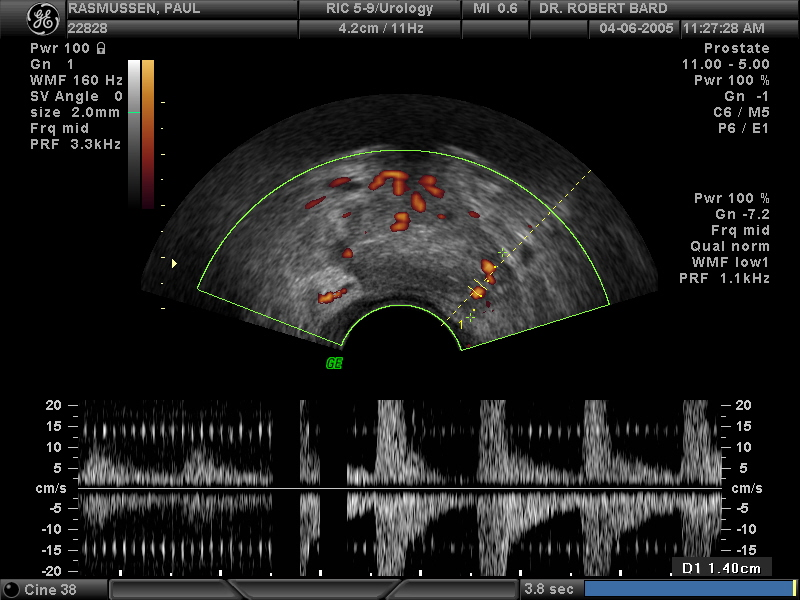 RASMUSSEN, PAUL RIC 5-9/Urology MI 0.6 DR. ROBERT BARD
22828 4.2cm / 11Hz 04-06-2005 11:27:28 AM
Pwr 100
Gn 1
WMF 160 Hz
SV Angle 0
size 2.0mm
Frq mid
PRF 3.3kHz
Prostate
11.00 - 5.00
Pwr 100 %
Gn -1
C6 / M5
P6 / E1
Pwr 100 %
Gn -7.2
Frq mid
Qual norm
WMF low1
PRF 1.1kHz
1
GE
20 20
15 15
10 10
5 5
cm/s cm/s
-5 -5
-10 -10
-15 -15
-20
D1 1.40cm
Cine 38 3.8 sec